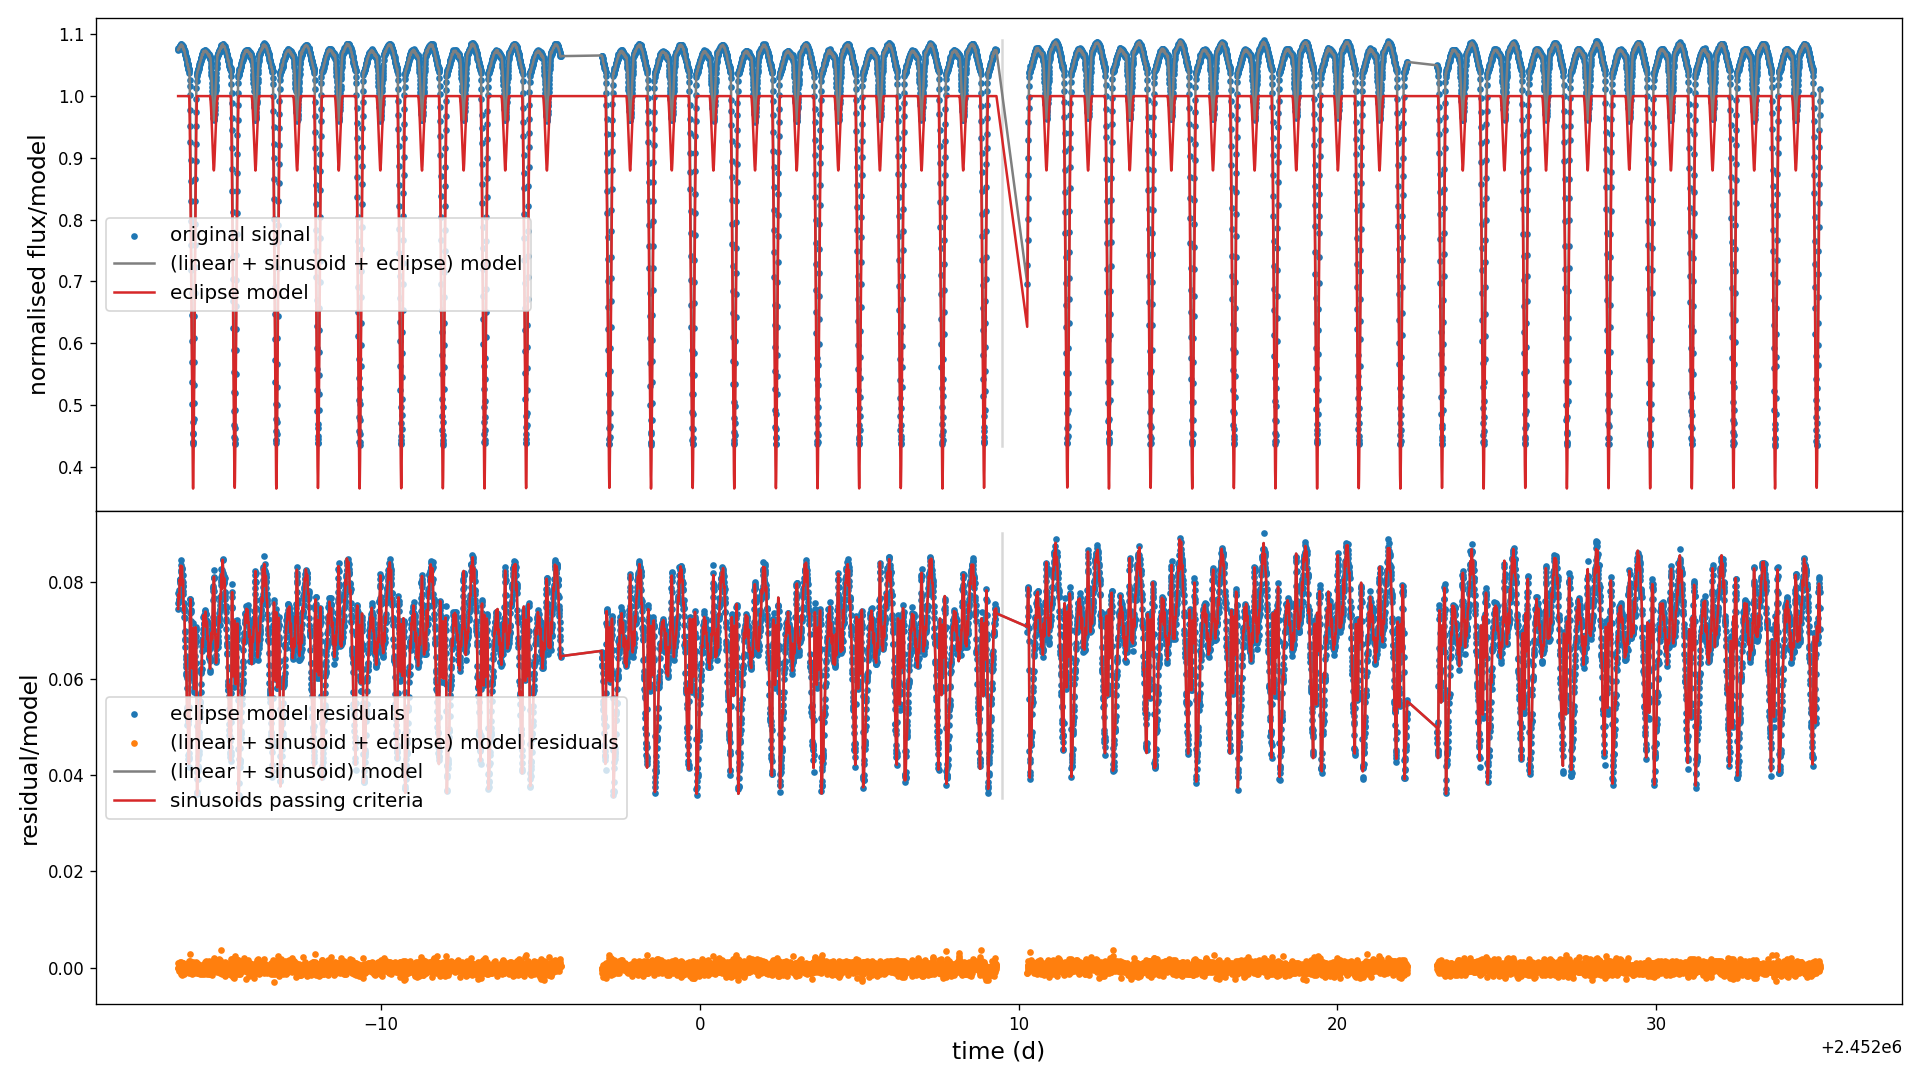 1.1
1.0
0.9
0.8
0.7
0.6
0.5
0.4
normalised flux/model
original signal
(linear + sinusoid + eclipse) model
eclipse model
0.08
0.06
0.04
0.02
0.00
residual/model
eclipse model residuals
(linear + sinusoid + eclipse) model residuals
(linear + sinusoid) model
sinusoids passing criteria
−10
0
10
20
30
time (d)
+2.452e6